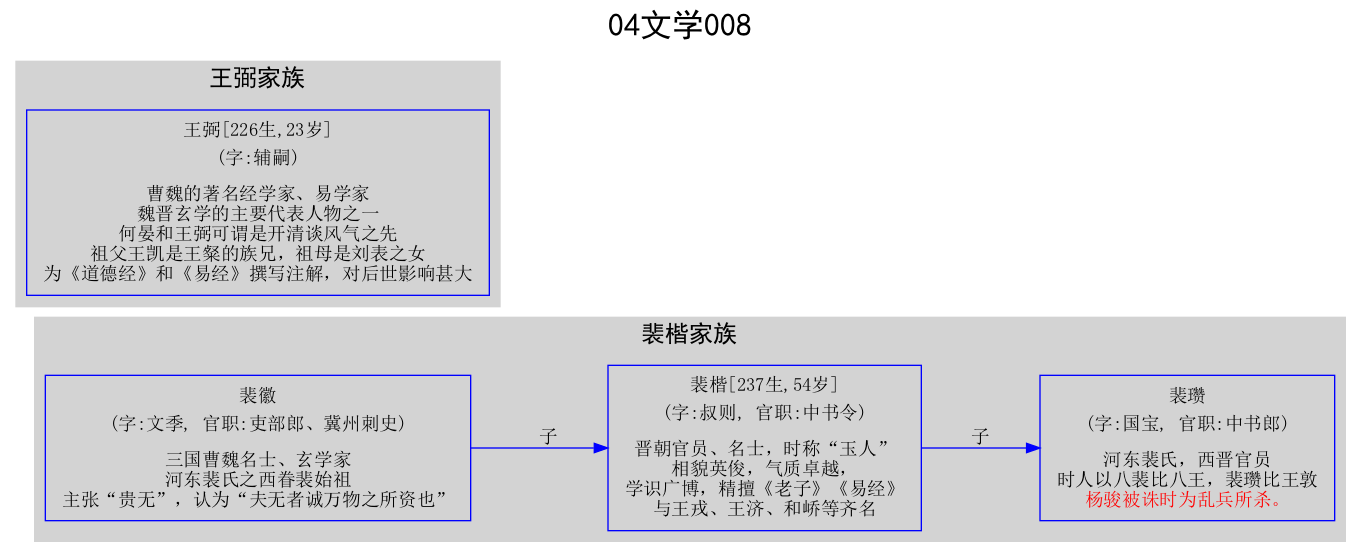 04文学008
王弼家族
王弼[226生,23岁]
(字:辅嗣)
曹魏的著名经学家、易学家
魏晋玄学的主要代表人物之一
何晏和王弼可谓是开清谈风气之先
祖父王凯是王粲的族兄，祖母是刘表之女
为《道德经》和《易经》撰写注解，对后世影响甚大
裴楷家族
裴徽
(字:文季, 官职:吏部郎、冀州刺史)
三国曹魏名士、玄学家
河东裴氏之西眷裴始祖
主张“贵无”，认为“夫无者诚万物之所资也”
子
裴楷[237生,54岁]
(字:叔则, 官职:中书令)
晋朝官员、名士，时称“玉人”
相貌英俊，气质卓越，
学识广博，精擅《老子》《易经》
与王戎、王济、和峤等齐名
子
裴瓒
(字:国宝, 官职:中书郎)
河东裴氏，西晋官员
时人以八裴比八王，裴瓒比王敦
杨骏被诛时为乱兵所杀。